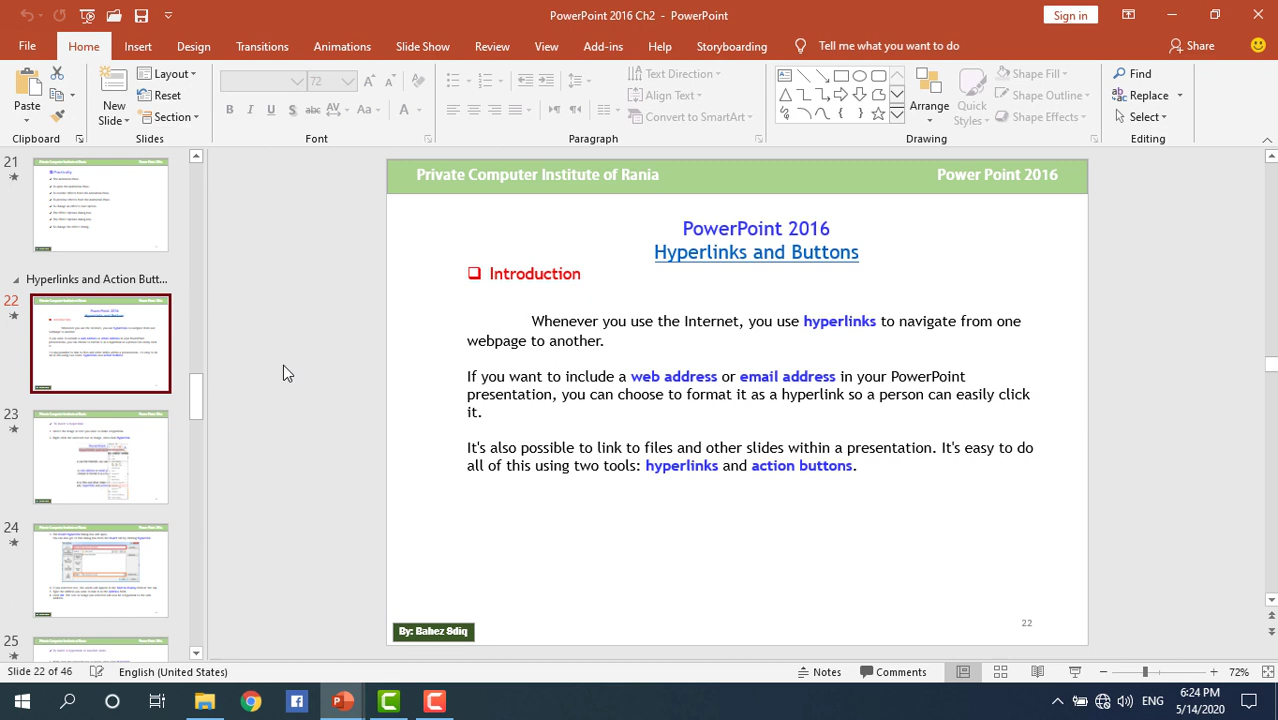 PowerPoint 2016 Ch2 - PowerPoint
Sign in
File Home Insert Design Transitions Animations Slide Show Review View Add-ins Help Storyboarding Tell me what you want to do Share
Paste
Clipboard
New Slide
Layout
Reset
Section
Slides
72
Font
Text Direction
Align Text
Convert to SmartArt
Paragraph
Arrange
Quick Styles
Shape Fill
Shape Outline
Shape Effects
Drawing
Find
Replace
Select
Editing
21
Hyperlinks and Action Butt...
22
23
24
25
Private Computer Institute of Rania Power Point 2016
PowerPoint 2016
Hyperlinks and Buttons
Introduction
Whenever you use the Internet, you use hyperlinks to navigate from one
webpage to another.
If you want to include a web address or email address in your PowerPoint
presentation, you can choose to format it as a hyperlink so a person can easily click
it.
It's also possible to link to files and other slides within a presentation. It's easy to do
all of this using two tools: hyperlinks and action buttons.
By: Bahez Sdiq
22
Slide 22 of 46 English (United States) Notes Comments 72%
ENG
6:24 PM
5/14/2020